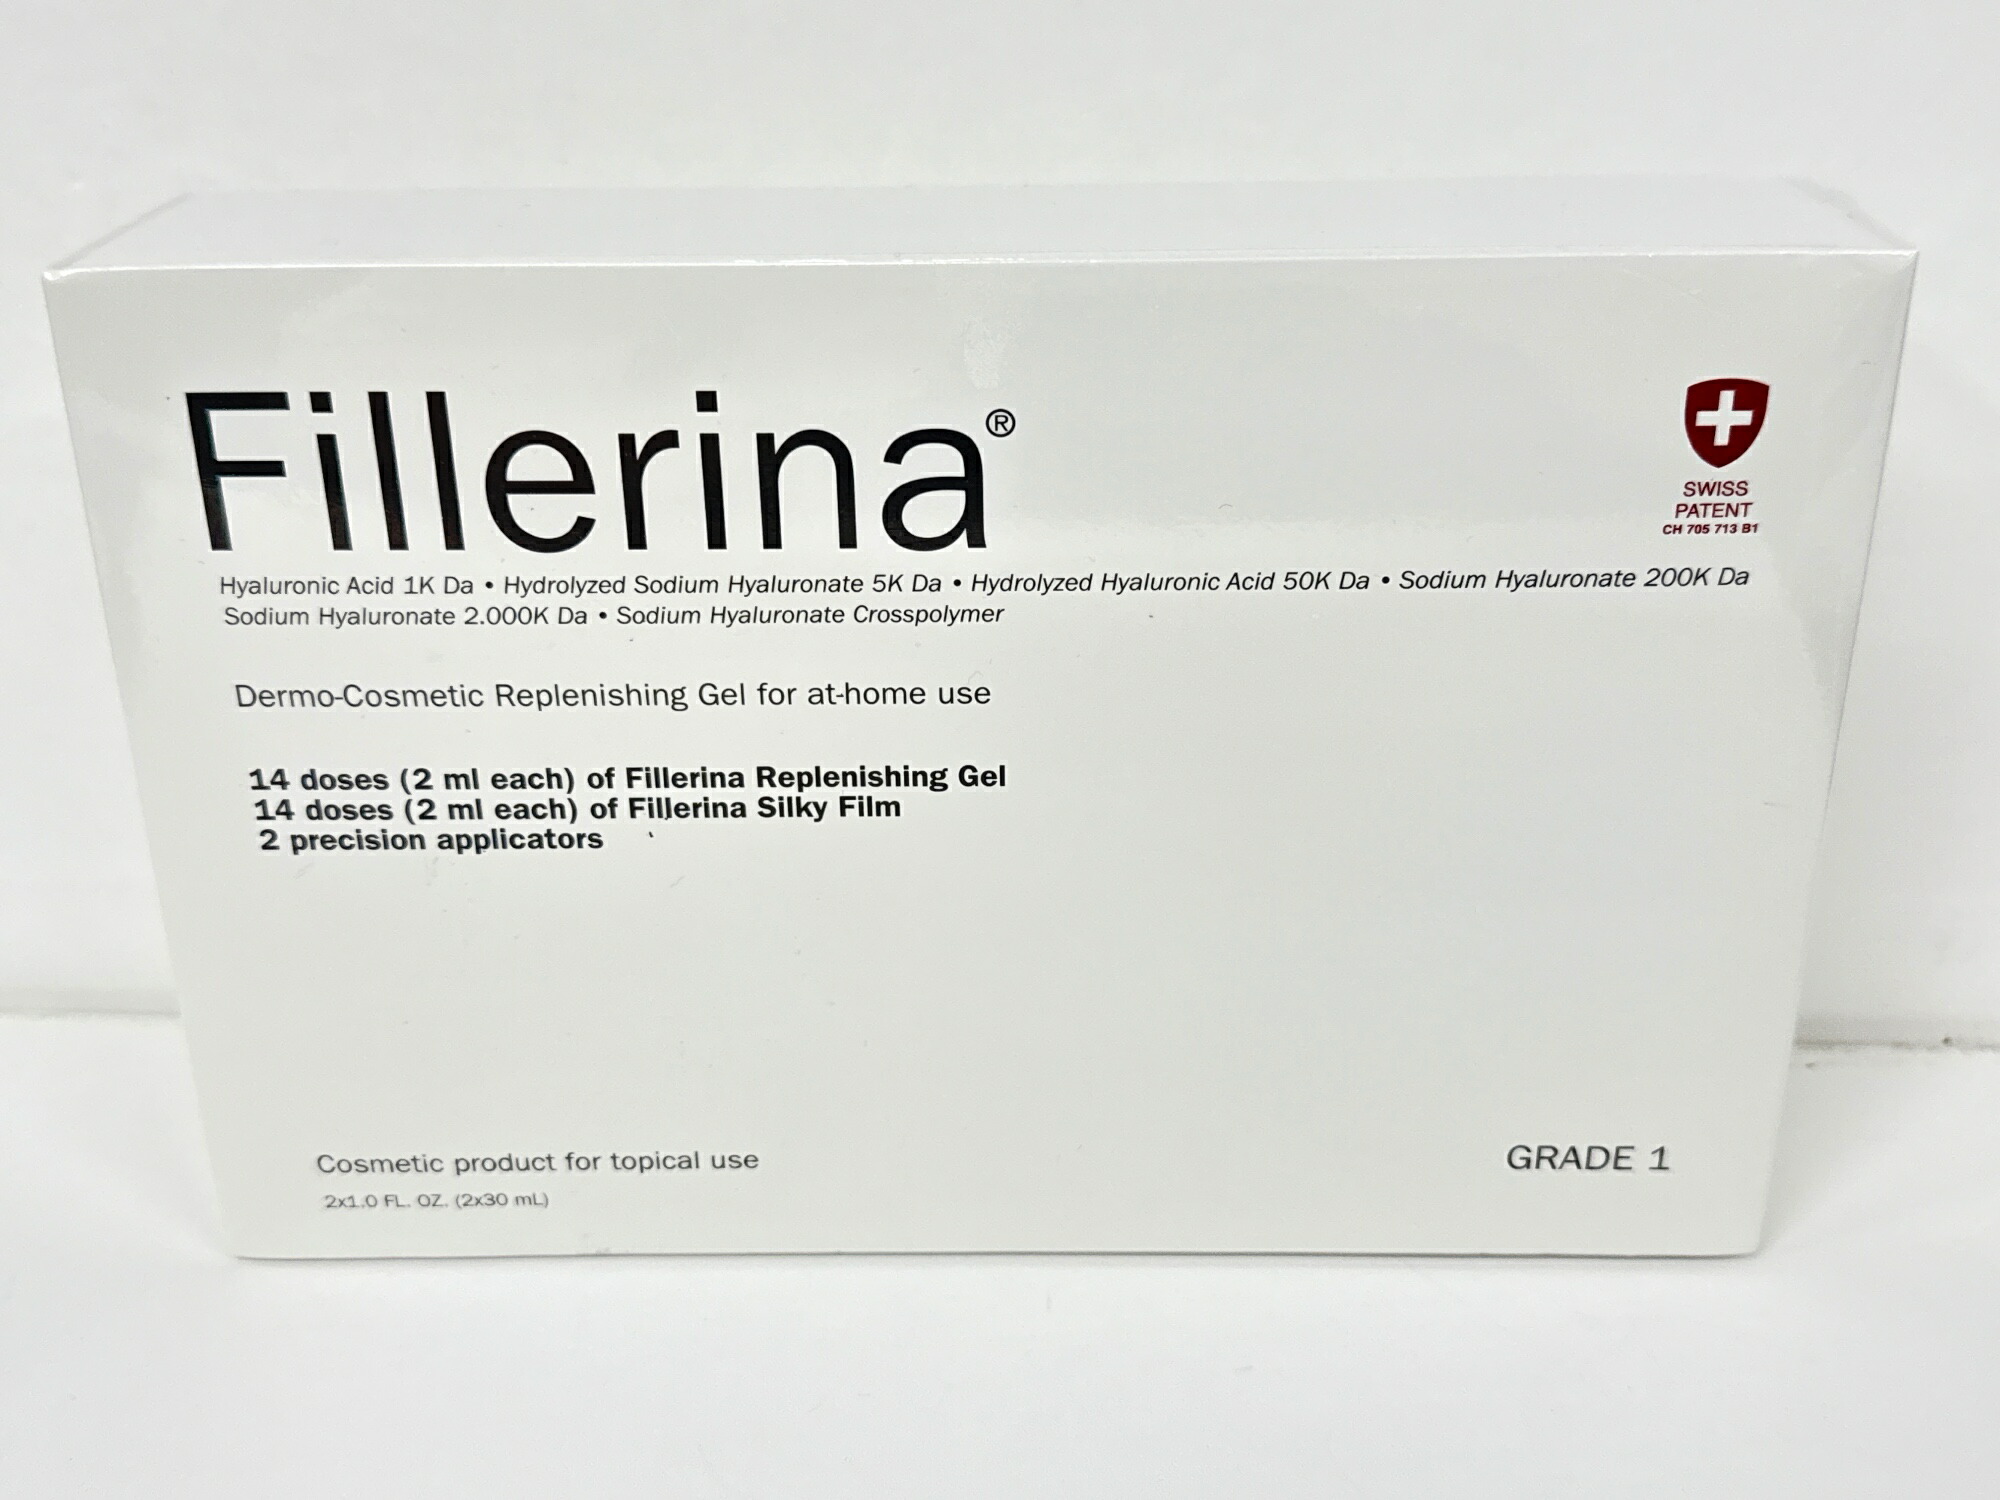 Fillerina®
SWISS
PATENT
CH 705 713 B1
Hyaluronic Acid 1K Da • Hydrolyzed Sodium Hyaluronate 5K Da • Hydrolyzed Hyaluronic Acid 50K Da • Sodium Hyaluronate 200K Da
Sodium Hyaluronate 2.000K Da • Sodium Hyaluronate Crosspolymer
Dermo-Cosmetic Replenishing Gel for at-home use
14 doses (2 ml each) of Fillerina Replenishing Gel
14 doses (2 ml each) of Fillerina Silky Film
2 precision applicators
Cosmetic product for topical use
2x1.0 FL. OZ. (2x30 mL)
GRADE 1